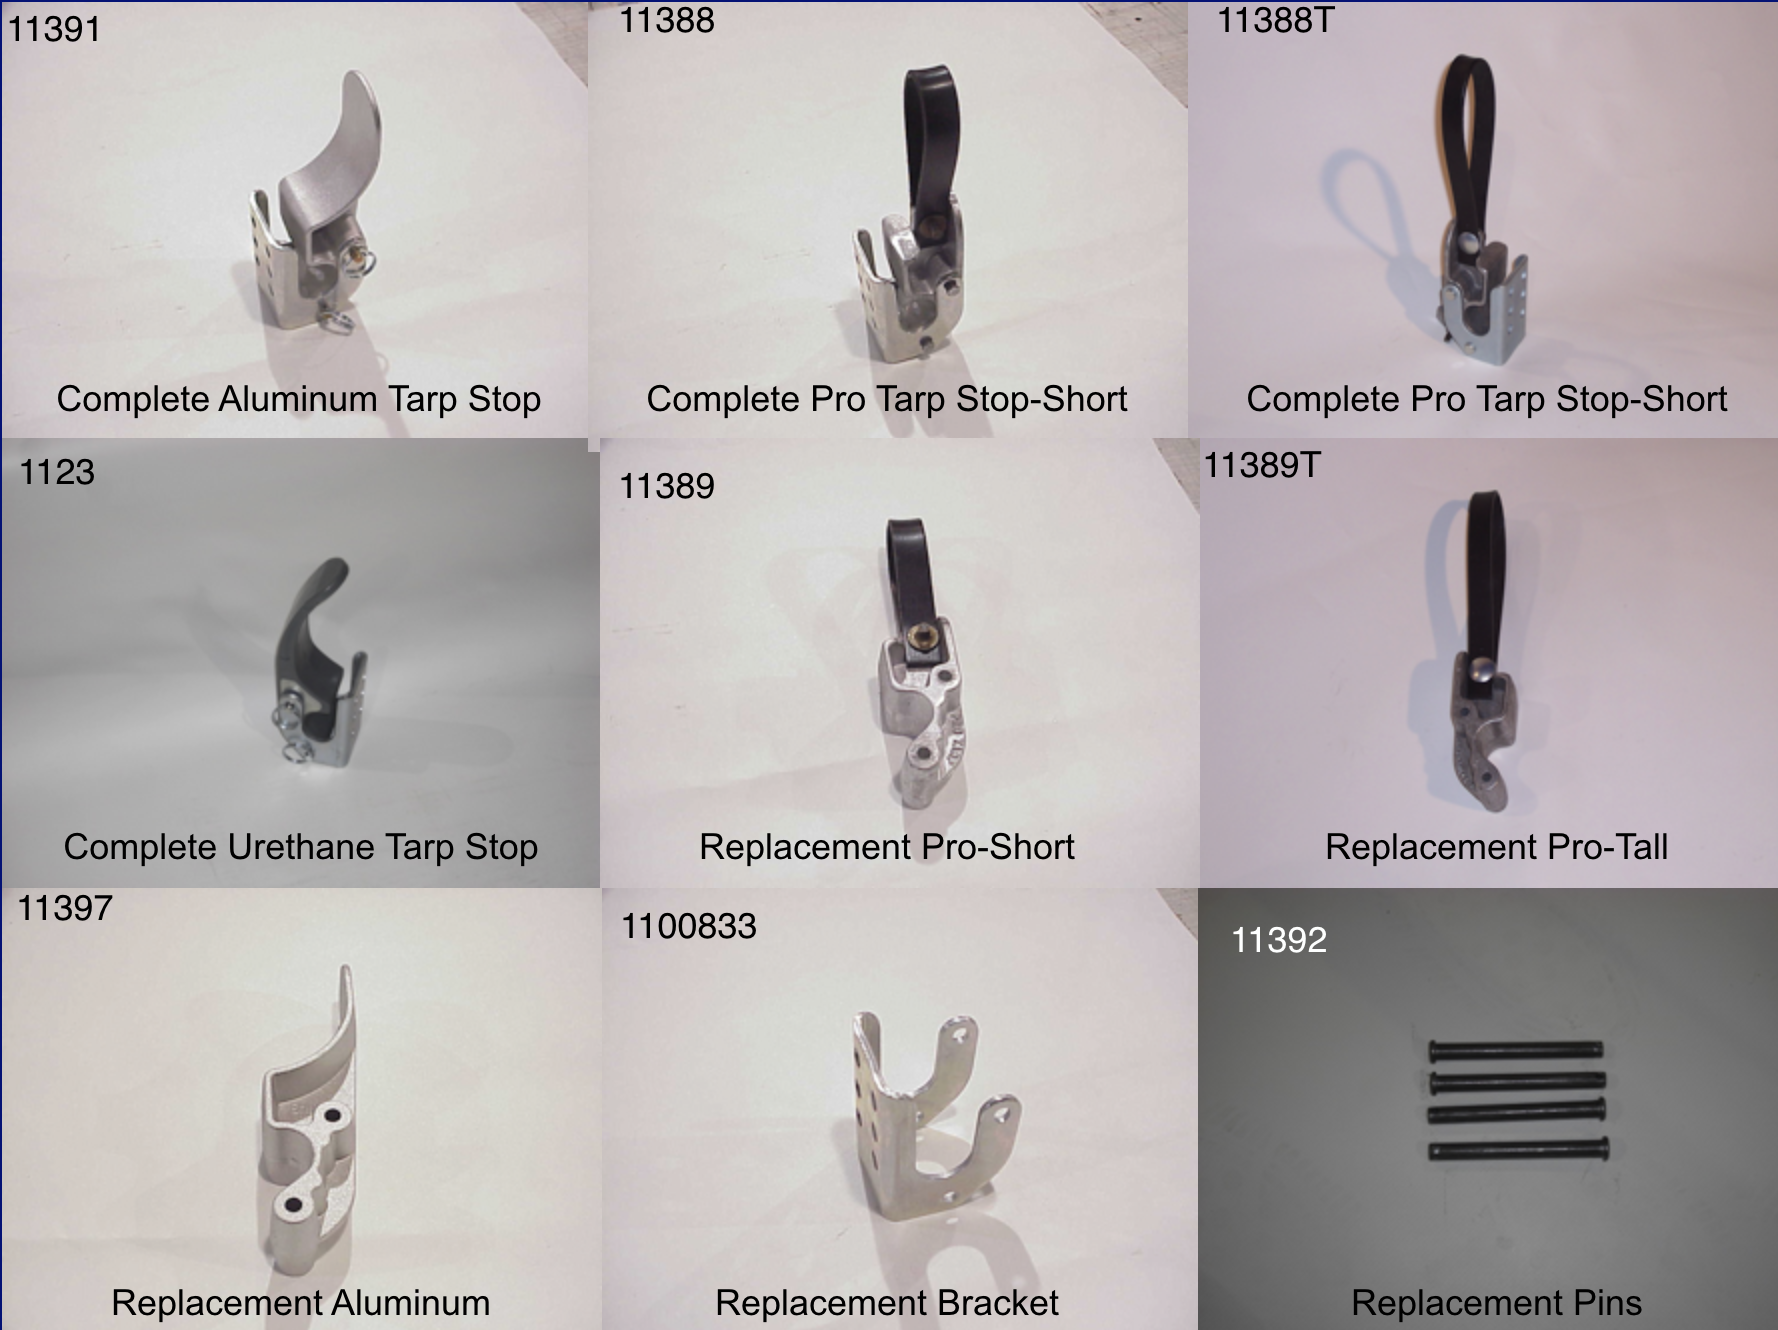 11391
Complete Aluminum Tarp Stop
11388
Complete Pro Tarp Stop-Short
11388T
Complete Pro Tarp Stop-Short
1123
Complete Urethane Tarp Stop
11389
Replacement Pro-Short
11389T
Replacement Pro-Tall
11397
Replacement Aluminum
1100833
Replacement Bracket
11392
Replacement Pins